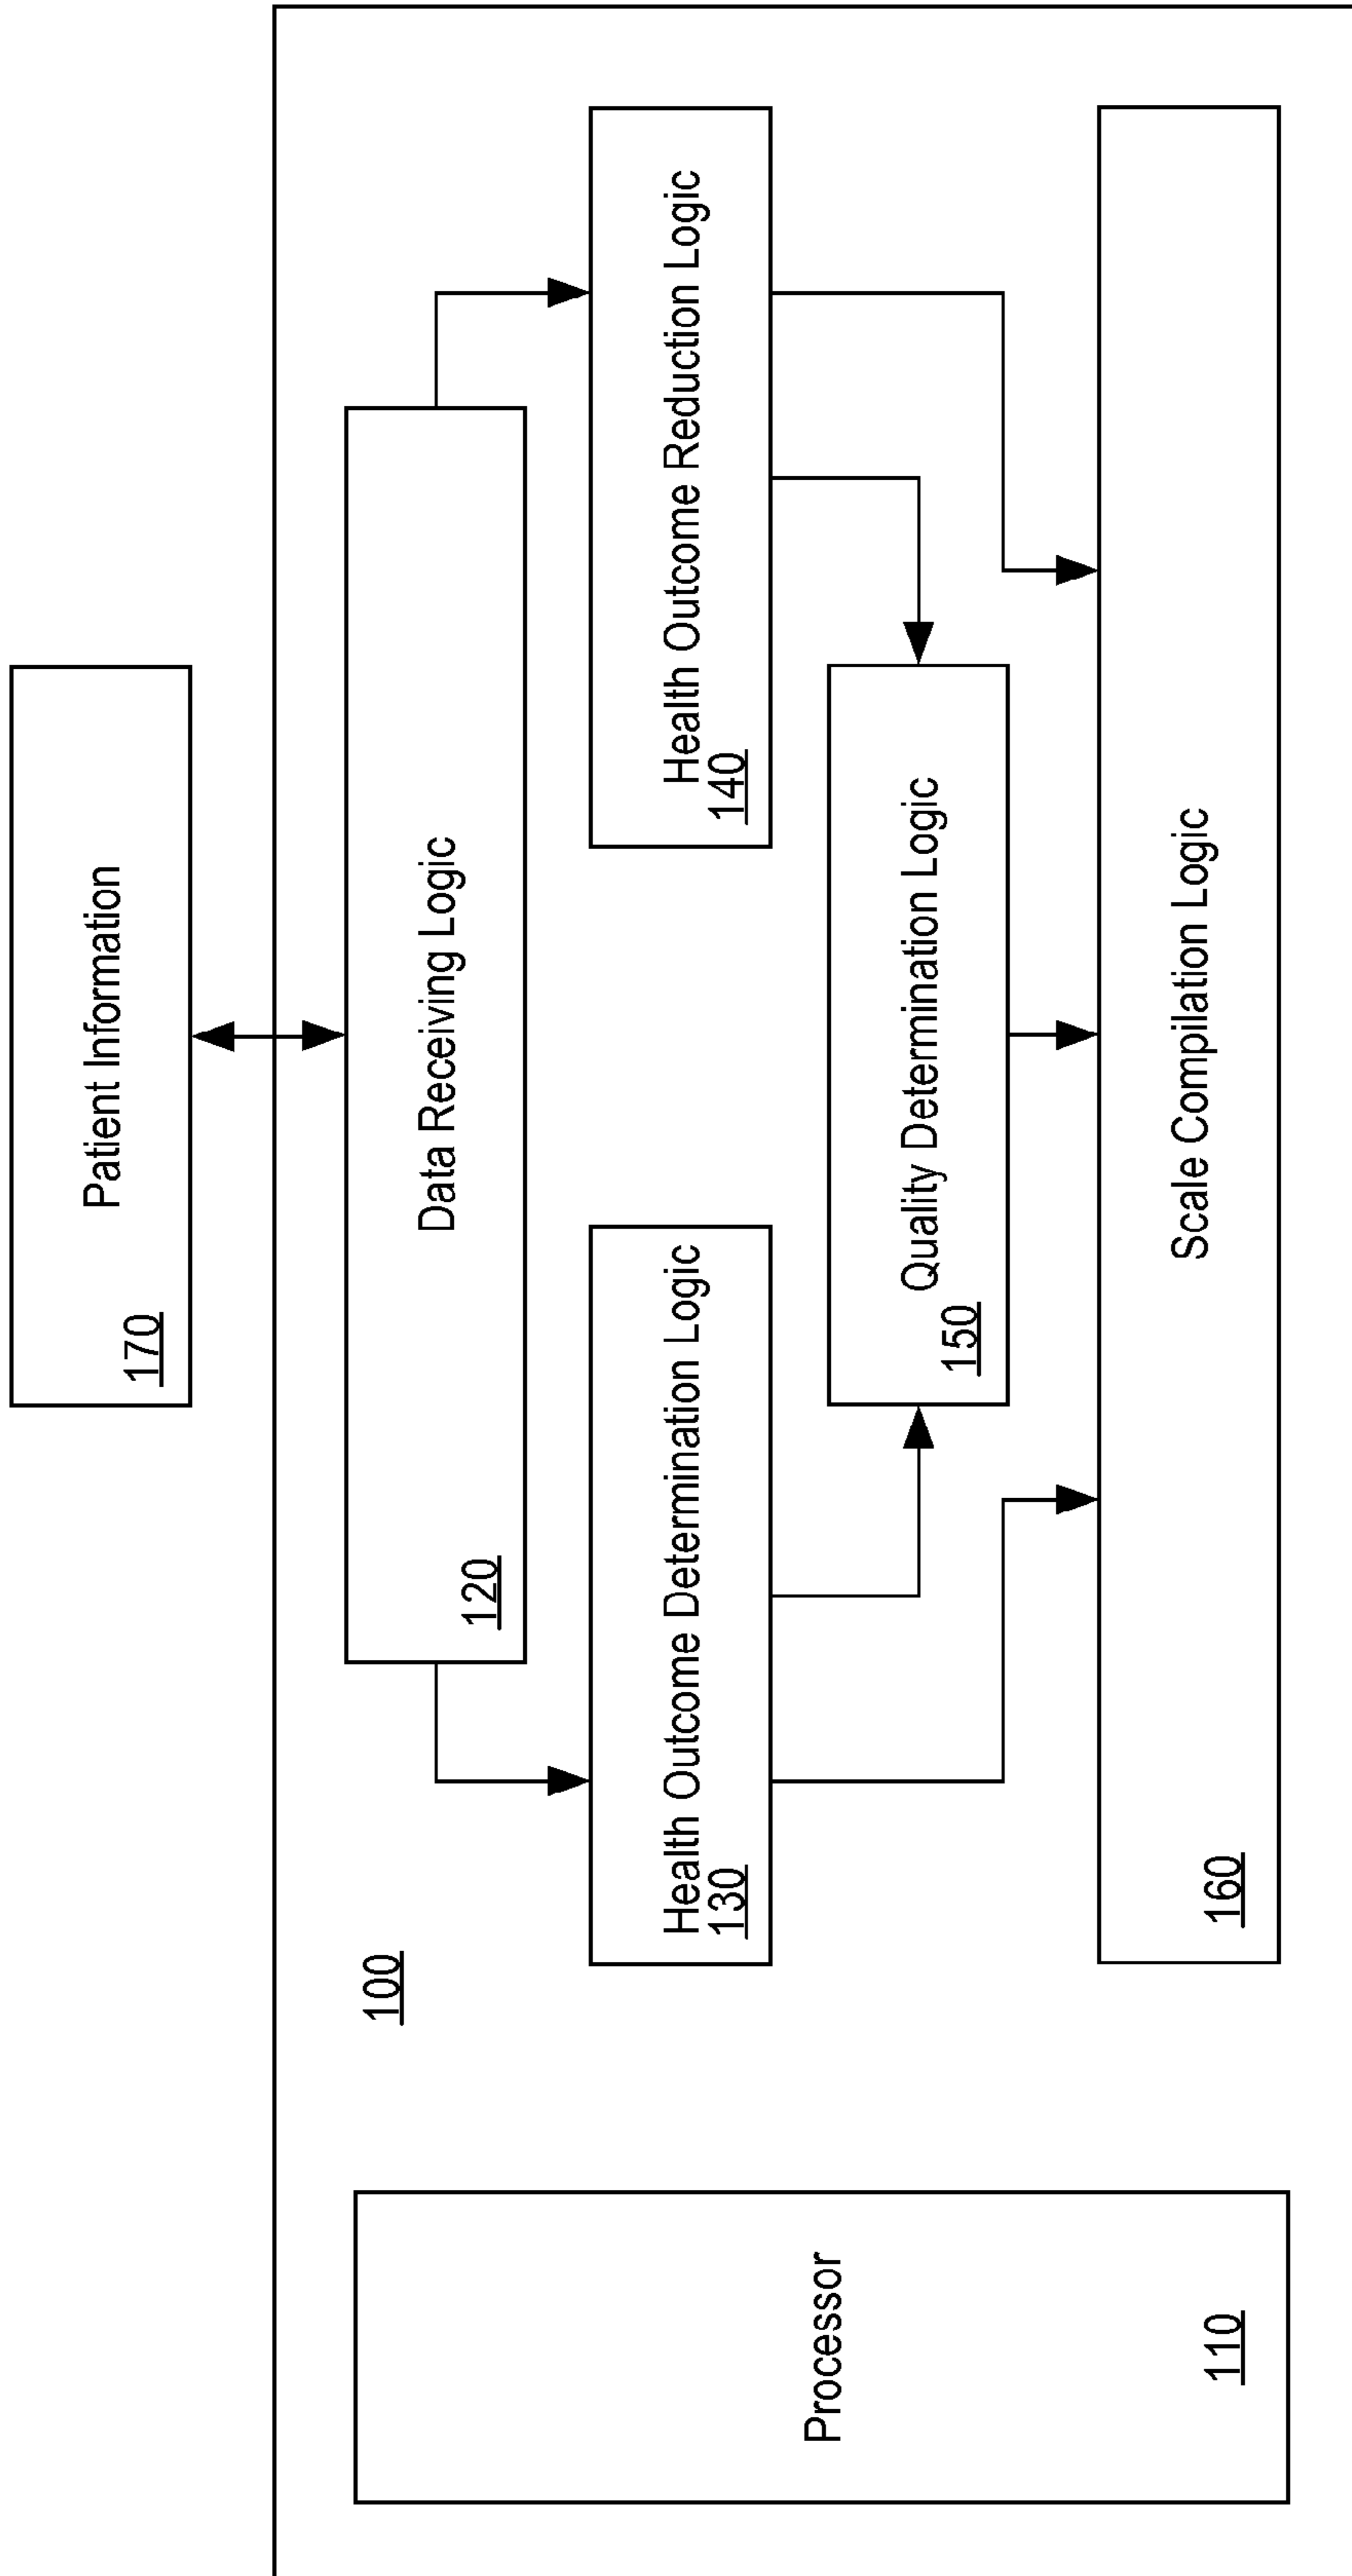 Patient Information
170
Data Receiving Logic
120
100
Health Outcome Determination Logic
130
Health Outcome Reduction Logic
140
Quality Determination Logic
150
Scale Compilation Logic
160
Processor
110